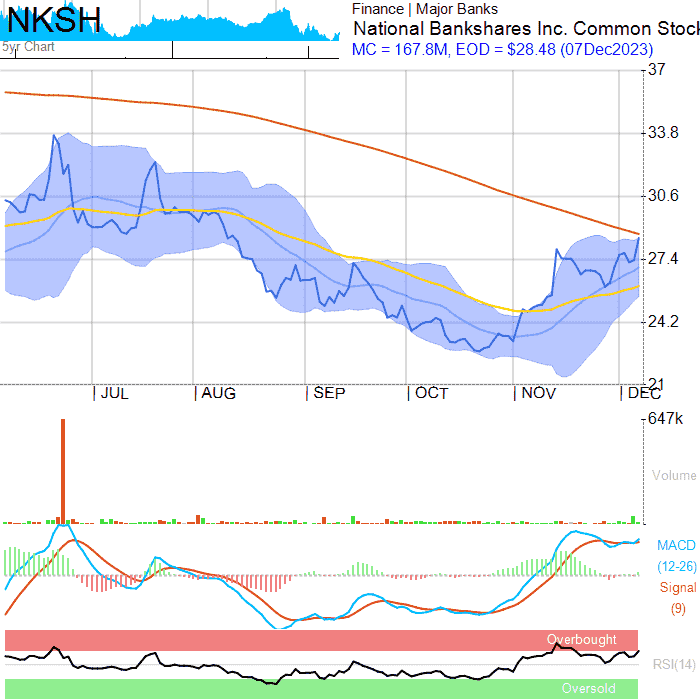 NKSH
5yr Chart
Finance | Major Banks
National Bankshares Inc. Common Stock
MC = 167.8M, EOD = $28.48 (07Dec2023)
37
33.8
30.6
27.4
24.2
21
JUL AUG SEP OCT NOV DEC
647k
Volume
MACD
(12-26)
Signal
(9)
Overbought
RSI(14)
Oversold